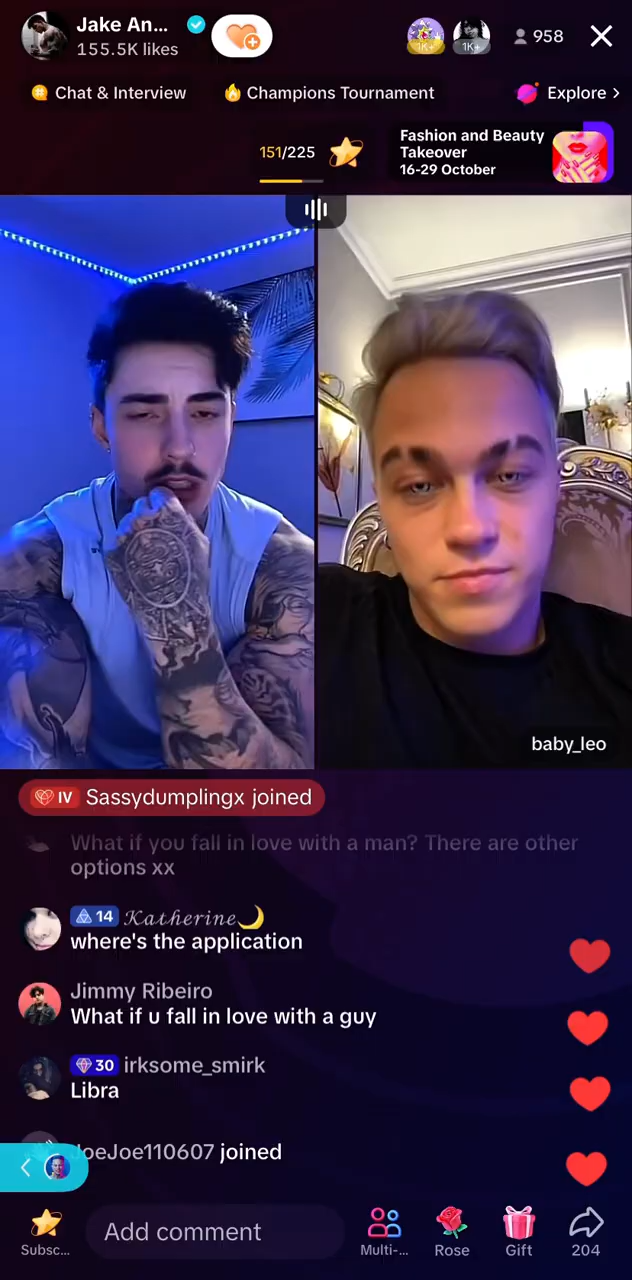 Jake An...
155.5K likes
1K+
1K+
958
Chat & Interview
Champions Tournament
Explore >
151/225
Fashion and Beauty
Takeover
16-29 October
baby_leo
IV Sassydumplingx joined
What if you fall in love with a man? There are other
options xx
14 𝒦𝒶𝓉𝒽𝑒𝓇𝒾𝓃𝑒🌙
where's the application
Jimmy Ribeiro
What if u fall in love with a guy
30 irksome_smirk
Libra
JoeJoe110607 joined
Subsc...
Add comment
Multi-...
Rose
Gift
204